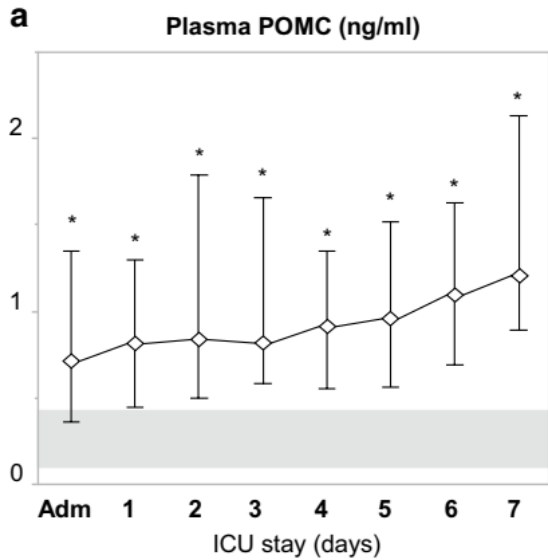 a
Plasma POMC (ng/ml)
2
1
0
* * * * * * * *
Adm 1 2 3 4 5 6 7
ICU stay (days)